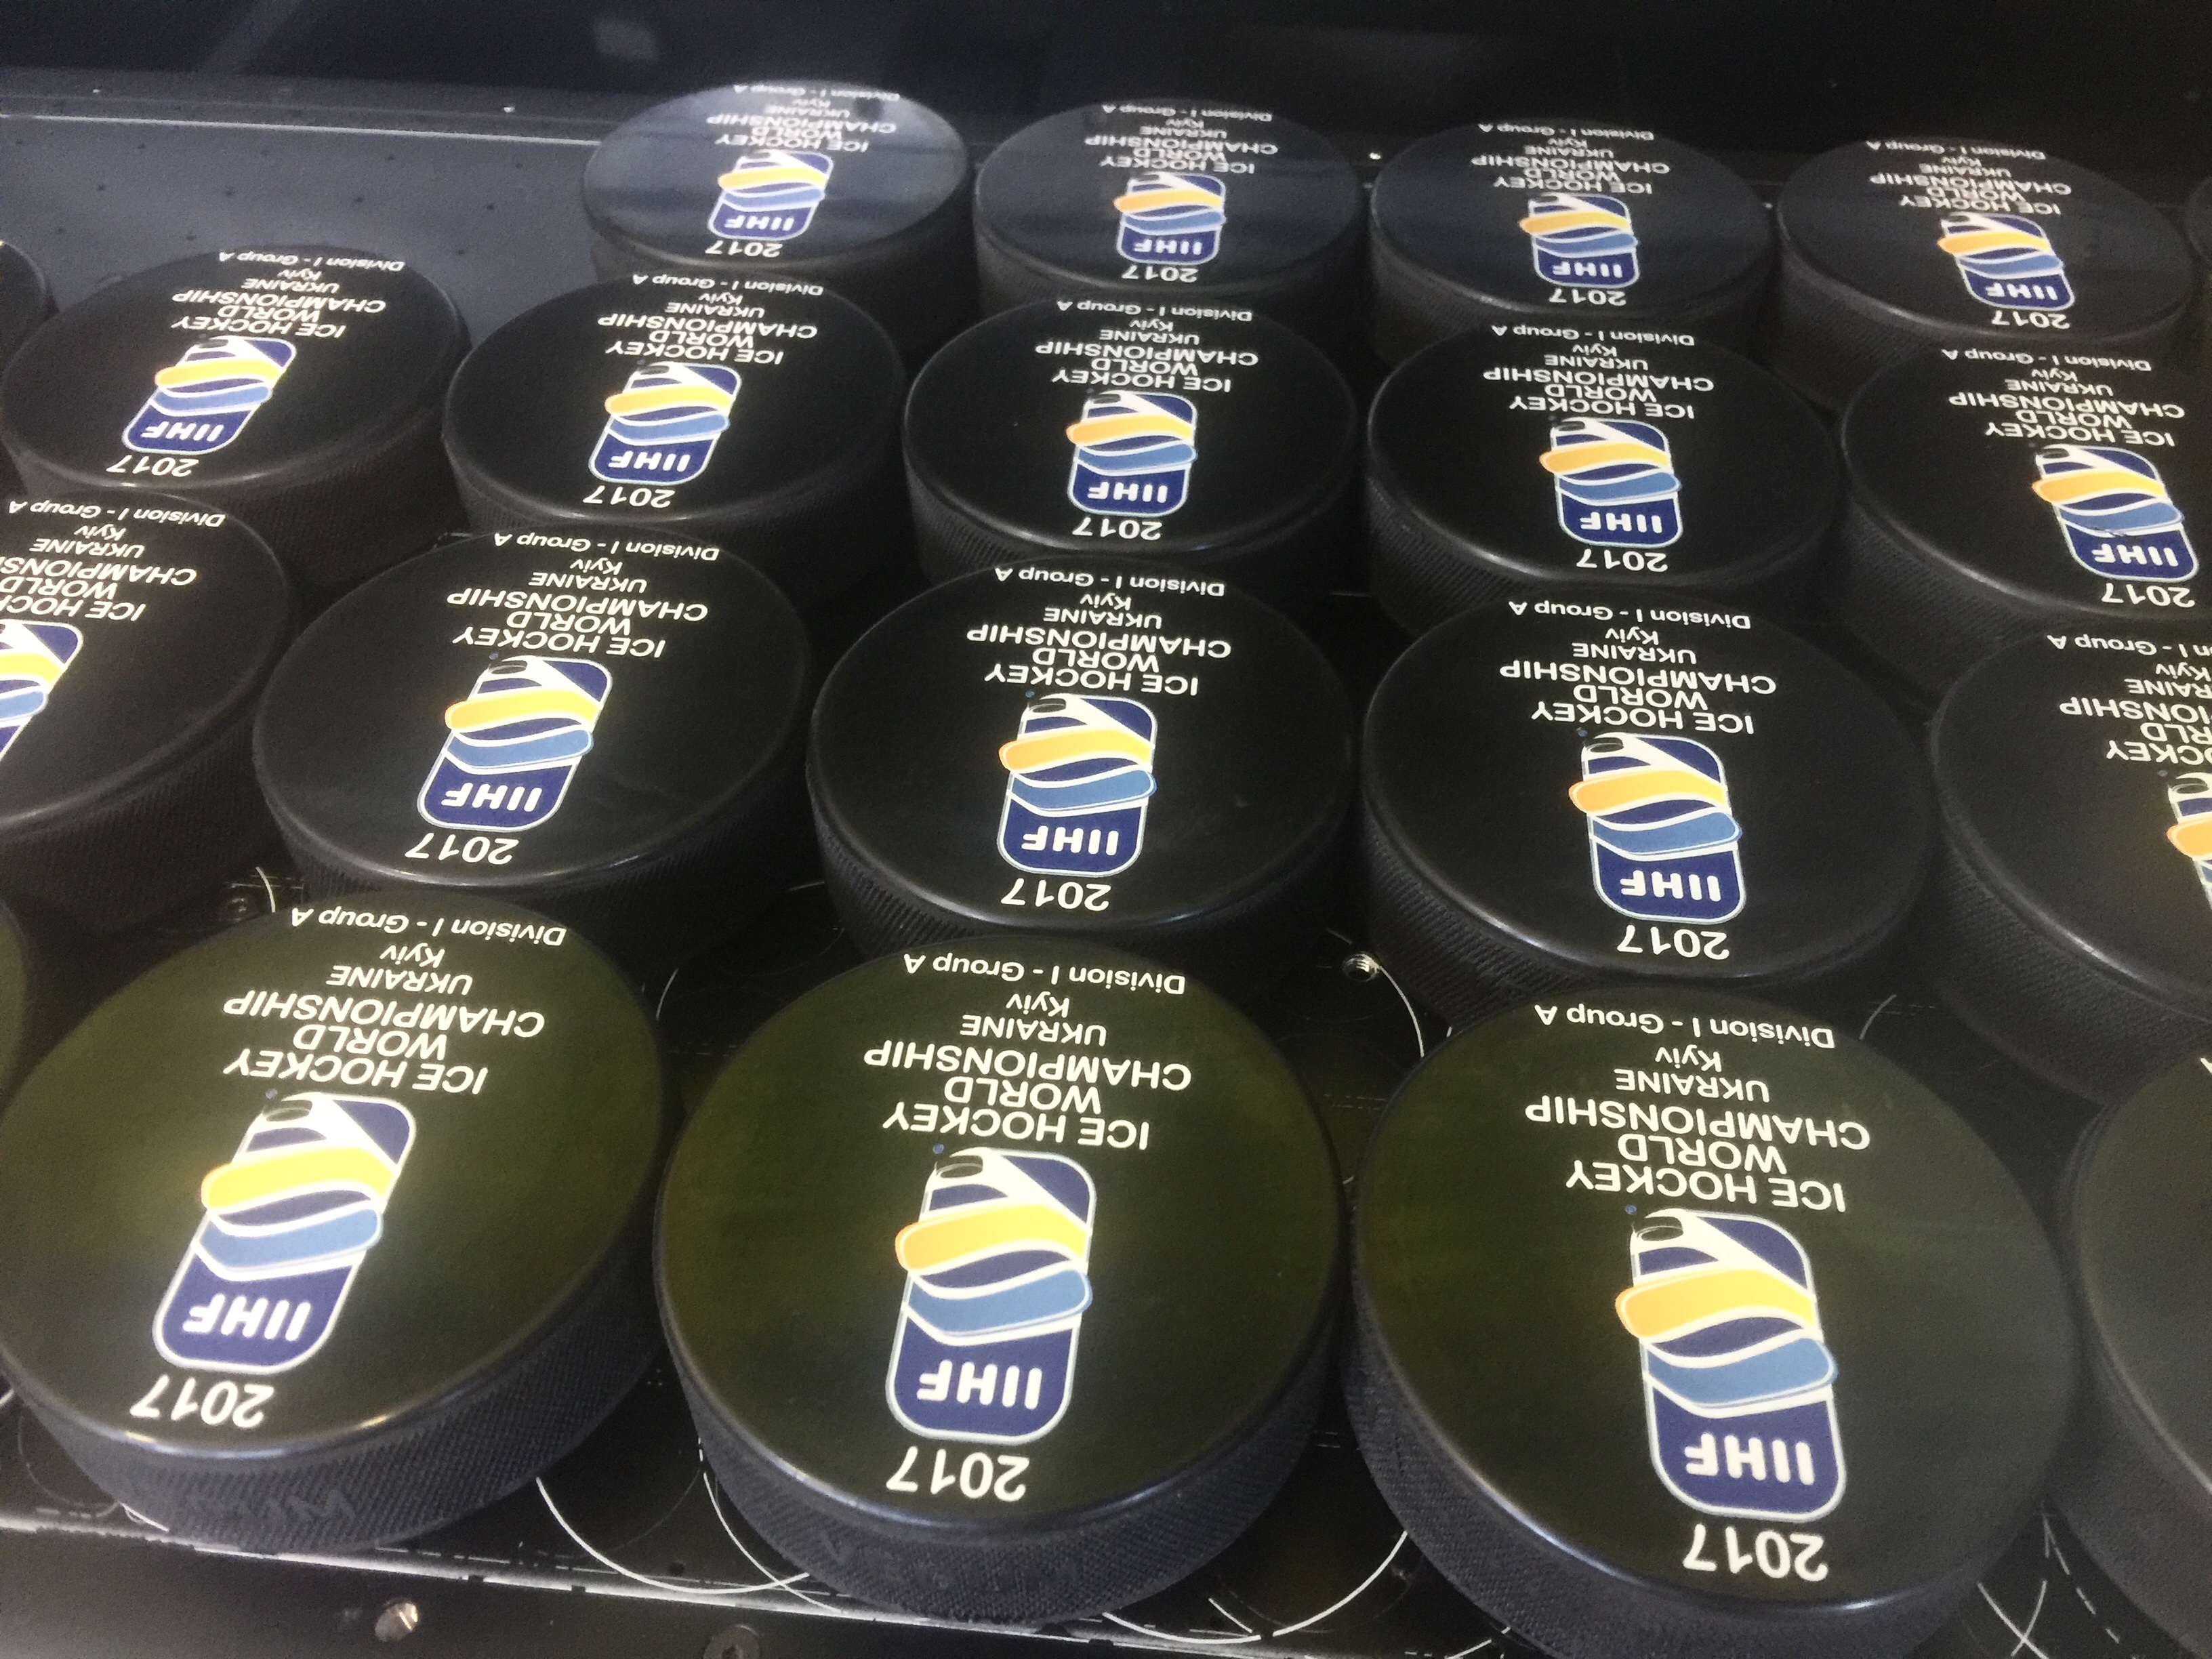 2017
IIHF
ICE HOCKEY
WORLD
CHAMPIONSHIP
UKRAINE
Kyiv
Division I - Group A